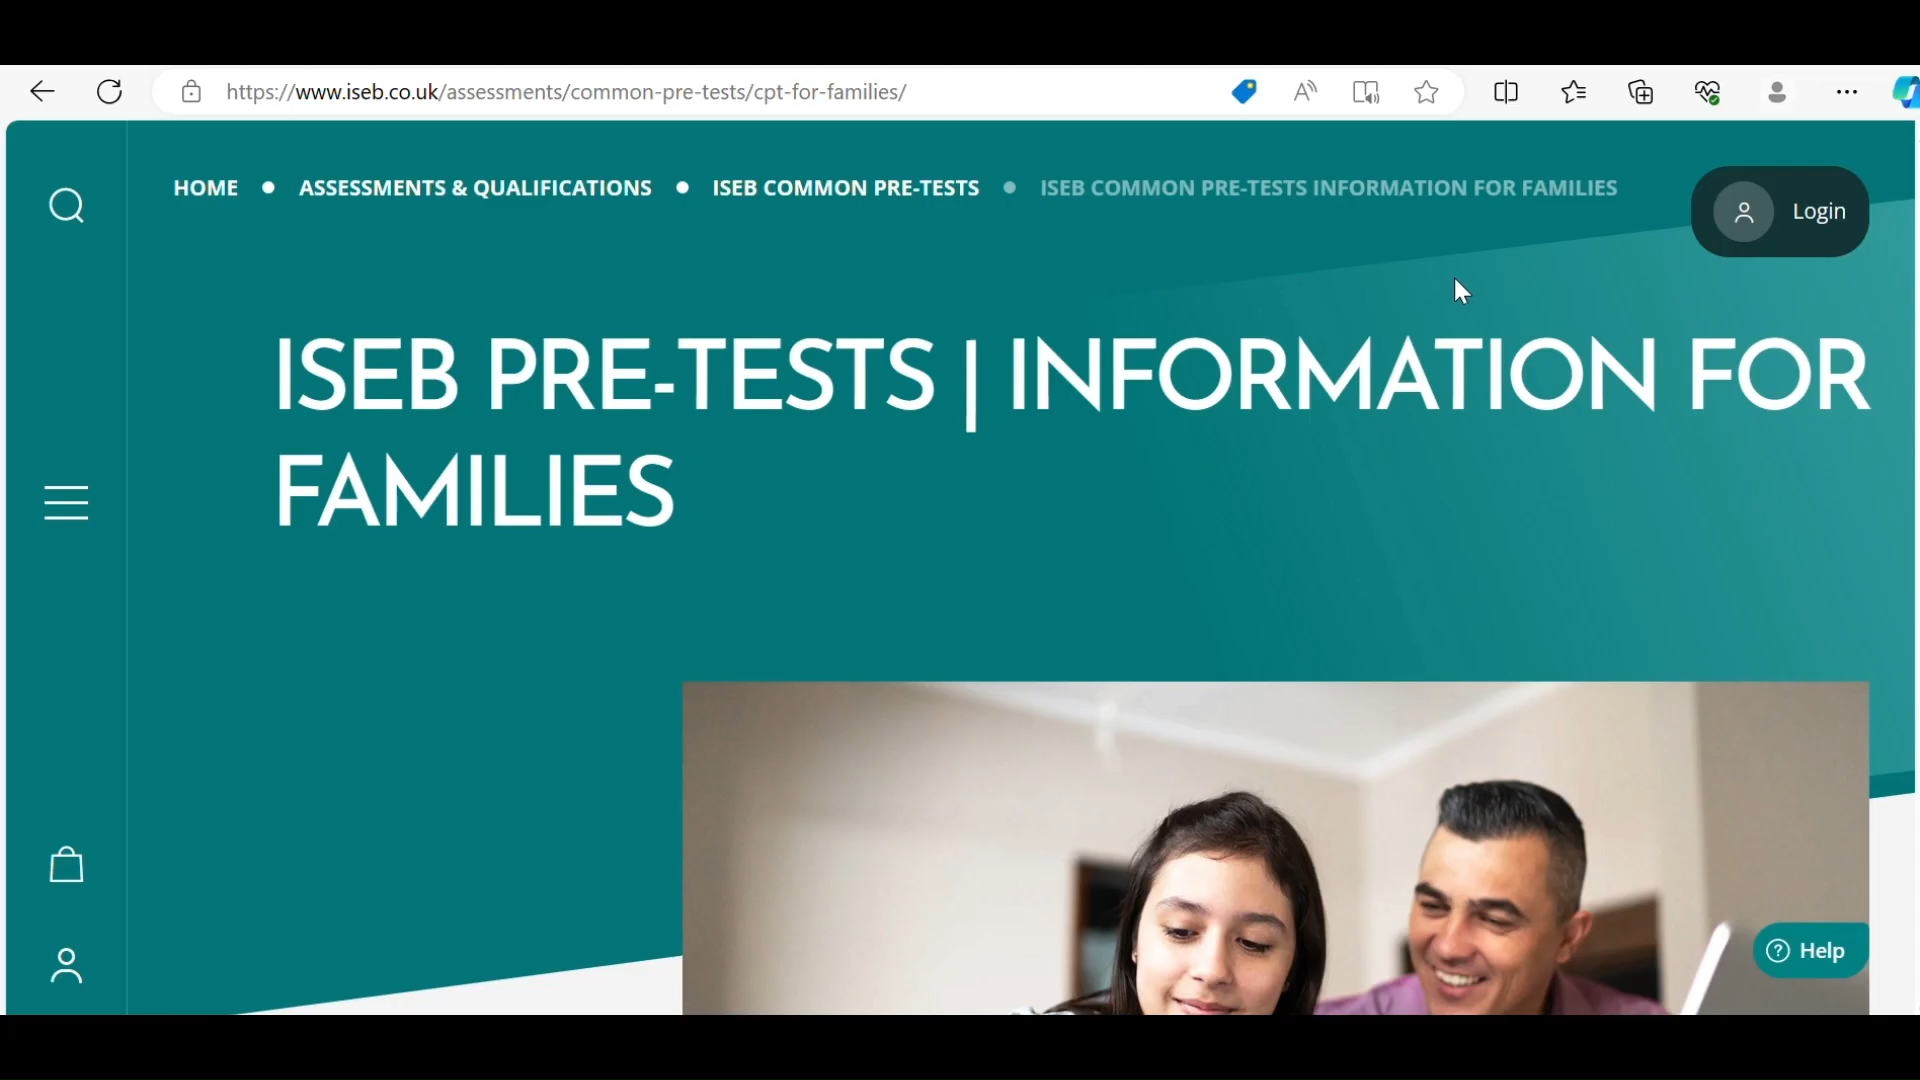 https://www.iseb.co.uk/assessments/common-pre-tests/cpt-for-families/
HOME • ASSESSMENTS & QUALIFICATIONS • ISEB COMMON PRE-TESTS • ISEB COMMON PRE-TESTS INFORMATION FOR FAMILIES
Login
ISEB PRE-TESTS | INFORMATION FOR
FAMILIES
Help